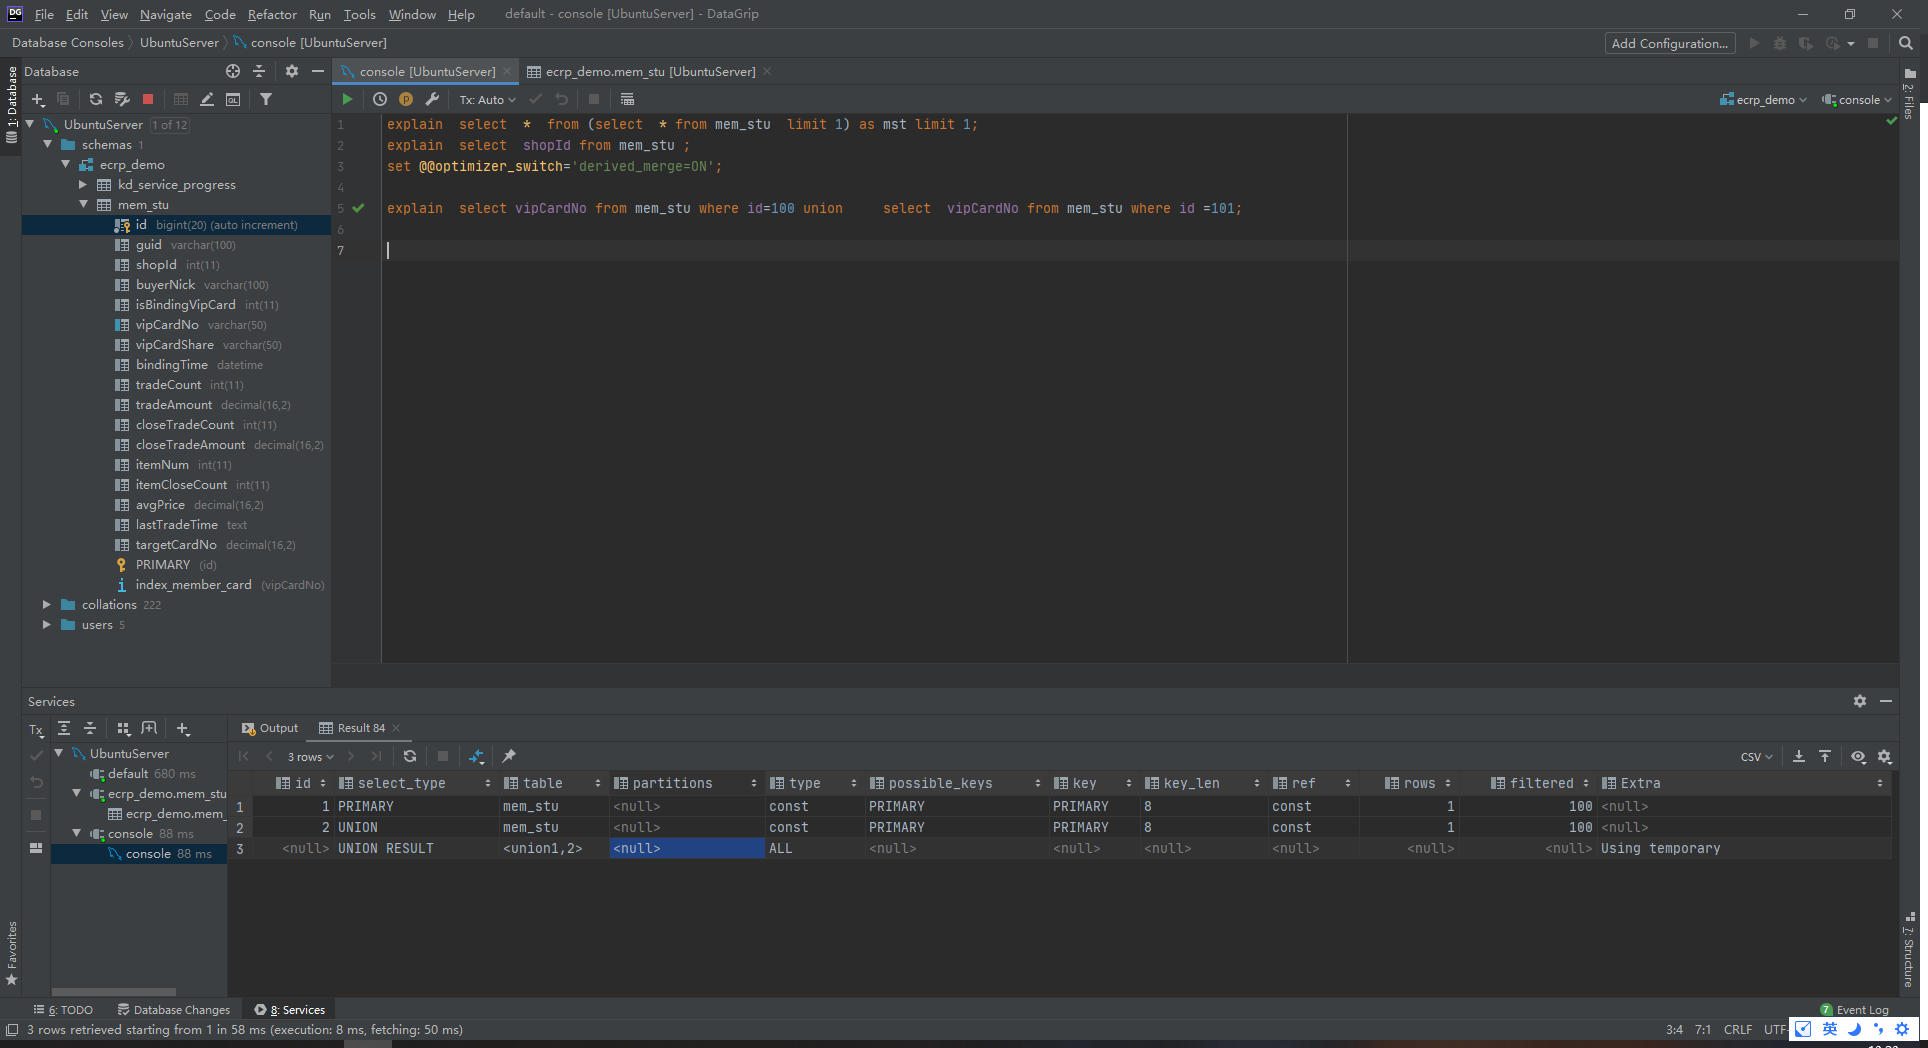 File Edit View Navigate Code Refactor Run Tools Window Help default - console [UbuntuServer] - DataGrip
Database Consoles UbuntuServer console [UbuntuServer] Add Configuration...
Database
console [UbuntuServer] ecrp_demo.mem_stu [UbuntuServer]
Tx: Auto ecrp_demo console
1: Database
2: Files
UbuntuServer 1 of 12
schemas 1
ecrp_demo
kd_service_progress
mem_stu
id bigint(20) (auto increment)
guid varchar(100)
shopId int(11)
buyerNick varchar(100)
isBindingVipCard int(11)
vipCardNo varchar(50)
vipCardShare varchar(50)
bindingTime datetime
tradeCount int(11)
tradeAmount decimal(16,2)
closeTradeCount int(11)
closeTradeAmount decimal(16,2)
itemNum int(11)
itemCloseCount int(11)
avgPrice decimal(16,2)
lastTradeTime text
targetCardNo decimal(16,2)
PRIMARY (id)
index_member_card (vipCardNo)
collations 222
users 5
1 explain select * from (select * from mem_stu limit 1) as mst limit 1;
2 explain select shopId from mem_stu ;
3 set @@optimizer_switch='derived_merge=ON';
4
5 explain select vipCardNo from mem_stu where id=100 union select vipCardNo from mem_stu where id =101;
6
7
Services
Tx
UbuntuServer
default 680 ms
ecrp_demo.mem_stu
ecrp_demo.mem_
console 88 ms
console 88 ms
Output Result 84
3 rows CSV
id select_type table partitions type possible_keys key key_len ref rows filtered Extra
1 1 PRIMARY mem_stu <null> const PRIMARY PRIMARY 8 const 1 100 <null>
2 2 UNION mem_stu <null> const PRIMARY PRIMARY 8 const 1 100 <null>
3 <null> UNION RESULT <union1,2> <null> ALL <null> <null> <null> <null> <null> <null> Using temporary
Favorites
7: Structure
6: TODO Database Changes 8: Services 7 Event Log
3 rows retrieved starting from 1 in 58 ms (execution: 8 ms, fetching: 50 ms) 3:4 7:1 CRLF UTF- 英